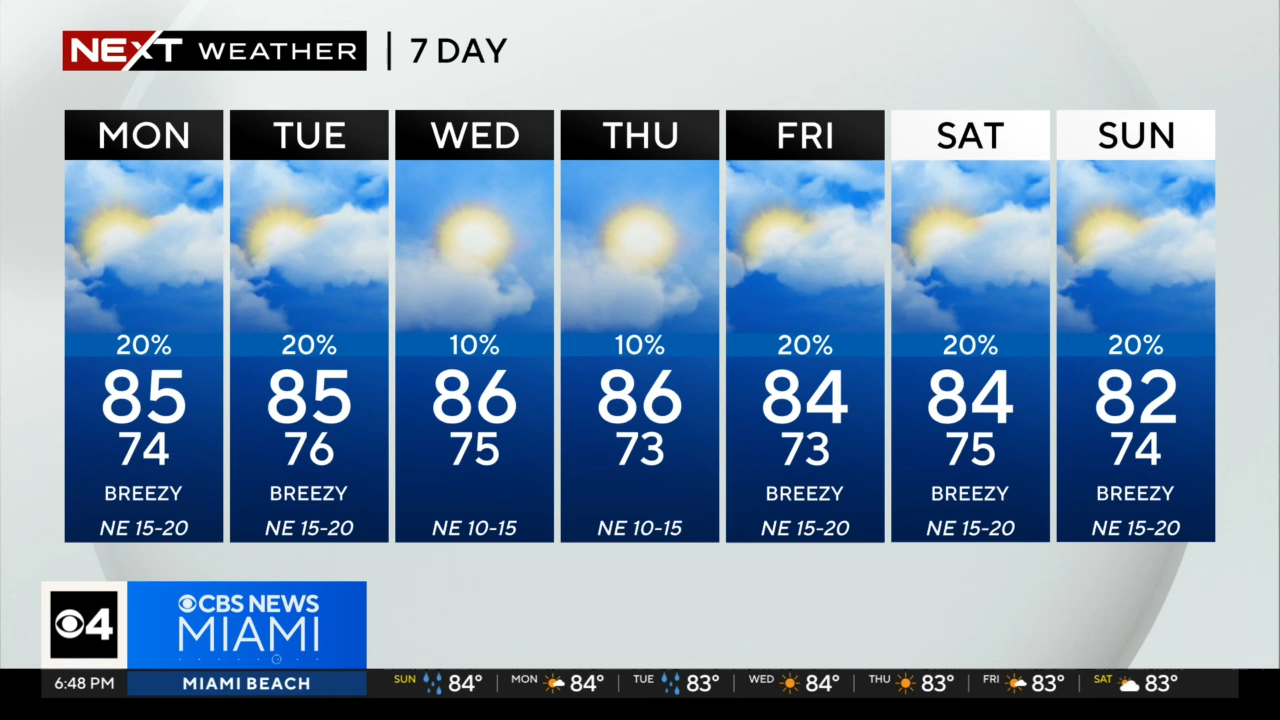 NEXT WEATHER | 7 DAY
MON TUE WED THU FRI SAT SUN
20% 20% 10% 10% 20% 20% 20%
85 85 86 86 84 84 82
74 76 75 73 73 75 74
BREEZY BREEZY BREEZY BREEZY BREEZY
NE 15-20 NE 15-20 NE 10-15 NE 10-15 NE 15-20 NE 15-20 NE 15-20
4 CBS NEWS
MIAMI
6:48 PM MIAMI BEACH SUN 84° | MON 84° | TUE 83° | WED 84° | THU 83° | FRI 83° | SAT 83°